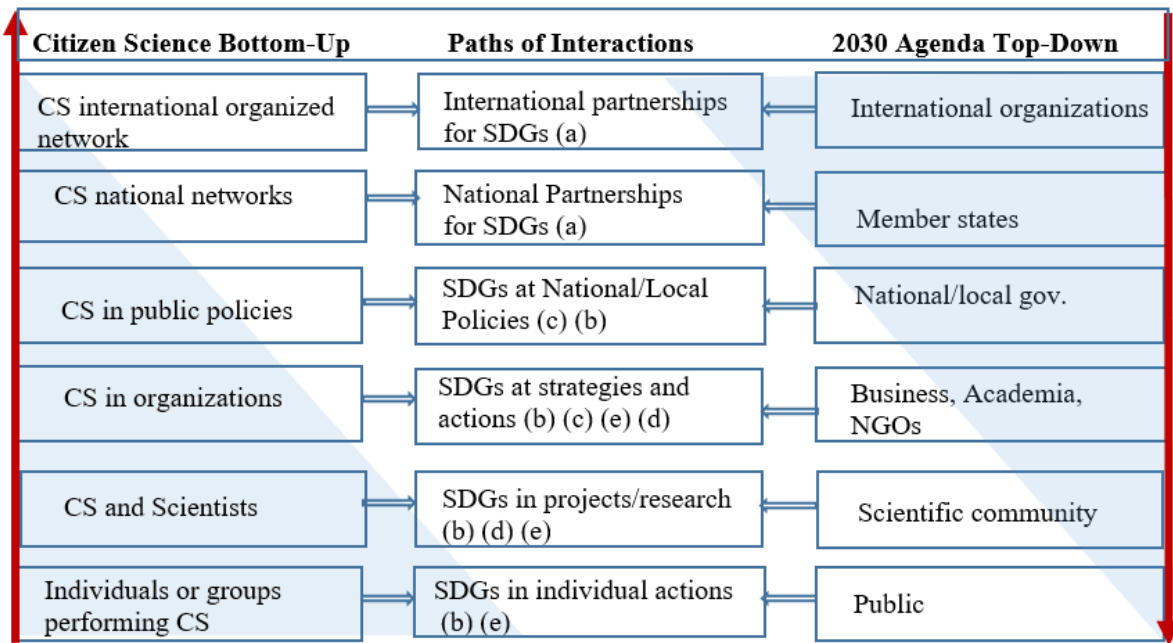 Citizen Science Bottom-Up
Paths of Interactions
2030 Agenda Top-Down
CS international organized
network
International partnerships
for SDGs (a)
International organizations
CS national networks
National Partnerships
for SDGs (a)
Member states
CS in public policies
SDGs at National/Local
Policies (c) (b)
National/local gov.
CS in organizations
SDGs at strategies and
actions (b) (c) (e) (d)
Business, Academia,
NGOs
CS and Scientists
SDGs in projects/research
(b) (d) (e)
Scientific community
Individuals or groups
performing CS
SDGs in individual actions
(b) (e)
Public